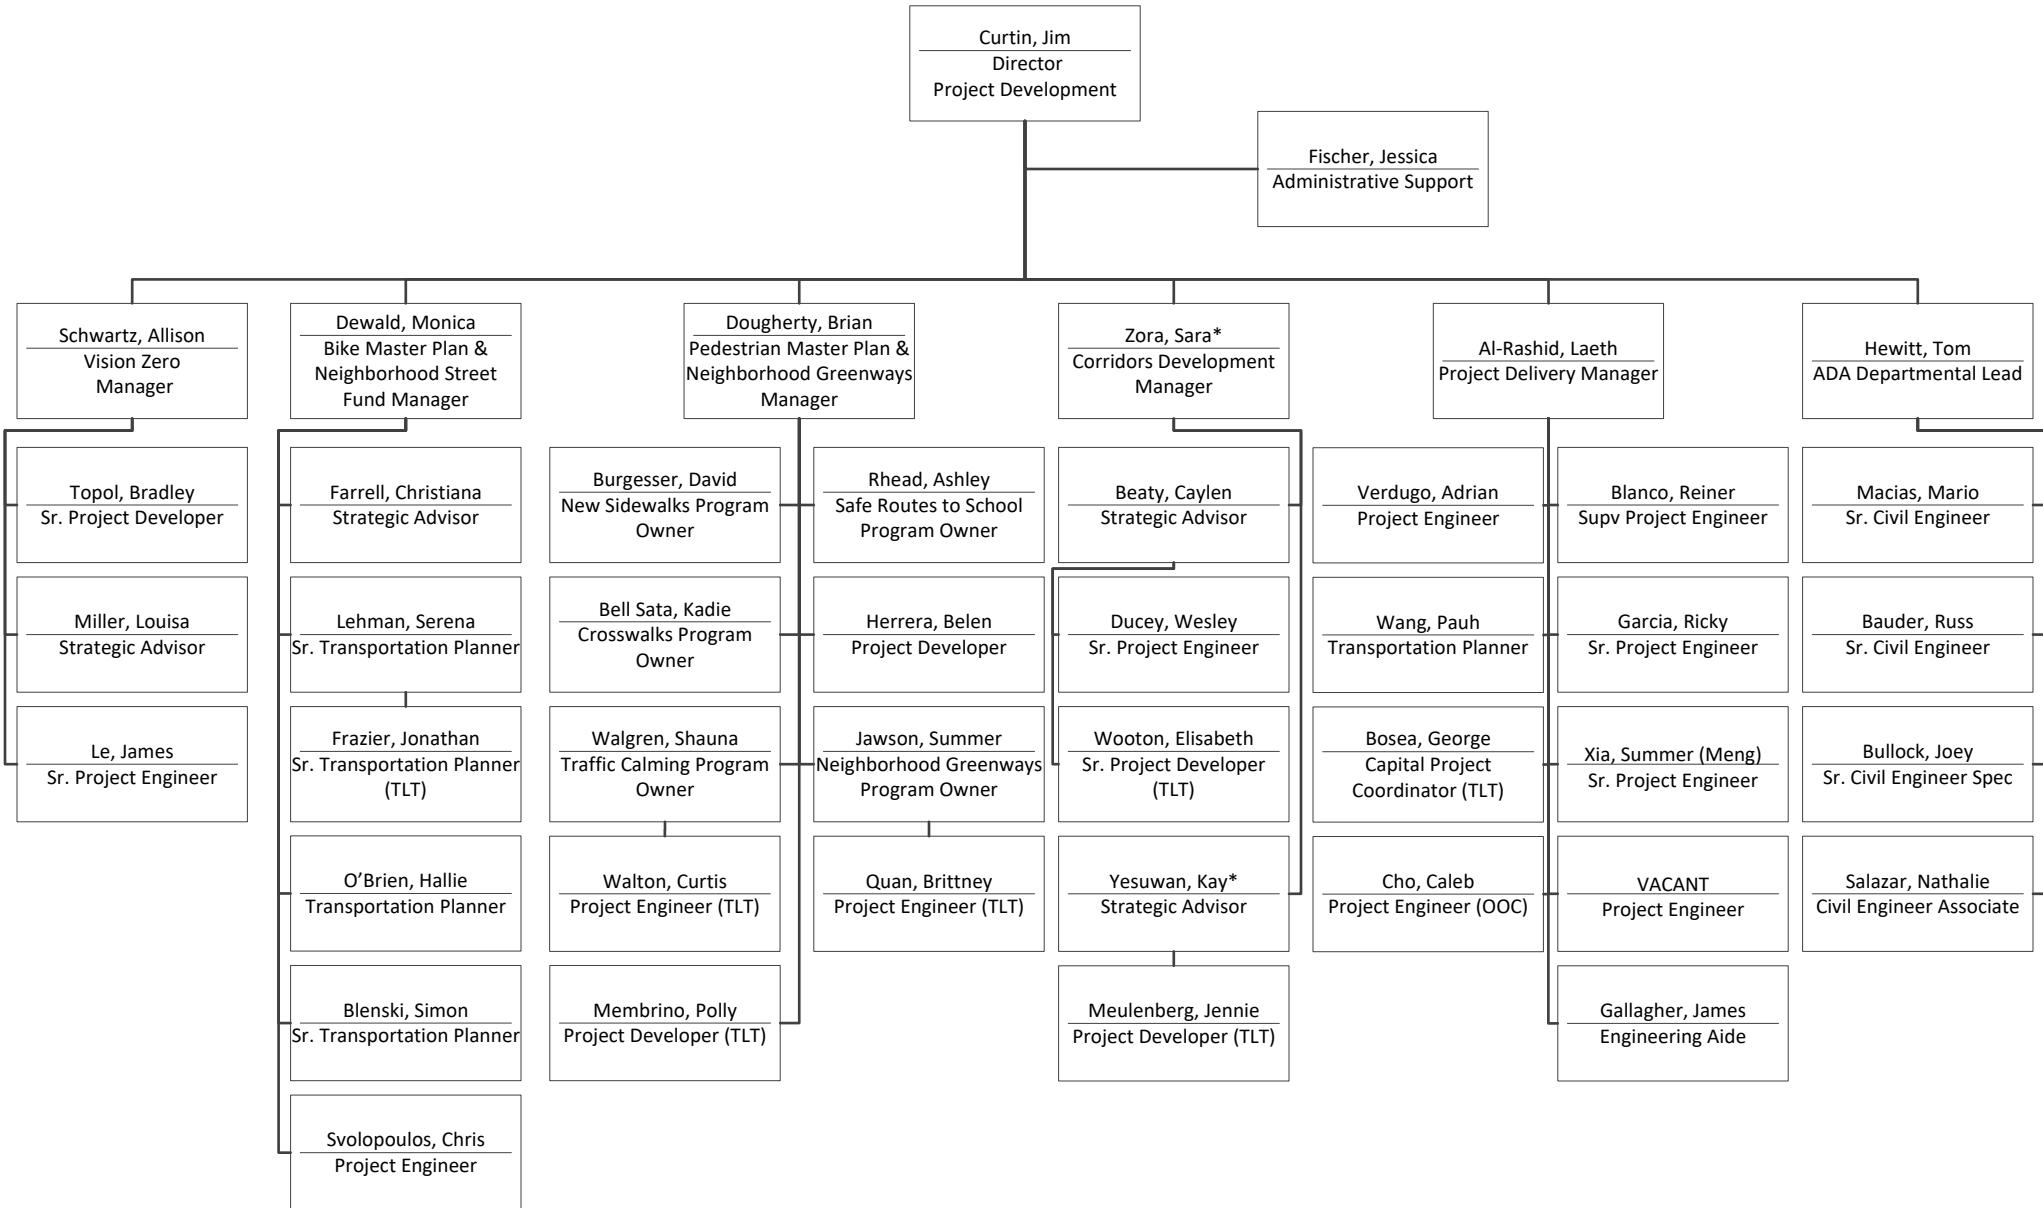 Curtin, Jim
Director
Project Development
Fischer, Jessica
Administrative Support
Schwartz, Allison
Vision Zero
Manager
Dewald, Monica
Bike Master Plan &
Neighborhood Street
Fund Manager
Dougherty, Brian
Pedestrian Master Plan &
Neighborhood Greenways
Manager
Zora, Sara*
Corridors Development
Manager
Al-Rashid, Laeth
Project Delivery Manager
Hewitt, Tom
ADA Departmental Lead
Topol, Bradley
Sr. Project Developer
Farrell, Christiana
Strategic Advisor
Burgesser, David
New Sidewalks Program
Owner
Rhead, Ashley
Safe Routes to School
Program Owner
Beaty, Caylen
Strategic Advisor
Verdugo, Adrian
Project Engineer
Blanco, Reiner
Supv Project Engineer
Macias, Mario
Sr. Civil Engineer
Miller, Louisa
Strategic Advisor
Lehman, Serena
Sr. Transportation Planner
Bell Sata, Kadie
Crosswalks Program
Owner
Herrera, Belen
Project Developer
Ducey, Wesley
Sr. Project Engineer
Wang, Pauh
Transportation Planner
Garcia, Ricky
Sr. Project Engineer
Bauder, Russ
Sr. Civil Engineer
Le, James
Sr. Project Engineer
Frazier, Jonathan
Sr. Transportation Planner
(TLT)
Walgren, Shauna
Traffic Calming Program
Owner
Jawson, Summer
Neighborhood Greenways
Program Owner
Wooton, Elisabeth
Sr. Project Developer
(TLT)
Bosea, George
Capital Project
Coordinator (TLT)
Xia, Summer (Meng)
Sr. Project Engineer
Bullock, Joey
Sr. Civil Engineer Spec
O’Brien, Hallie
Transportation Planner
Walton, Curtis
Project Engineer (TLT)
Quan, Brittney
Project Engineer (TLT)
Yesuwan, Kay*
Strategic Advisor
Cho, Caleb
Project Engineer (OOC)
VACANT
Project Engineer
Salazar, Nathalie
Civil Engineer Associate
Blenski, Simon
Sr. Transportation Planner
Membrino, Polly
Project Developer (TLT)
Meulenberg, Jennie
Project Developer (TLT)
Gallagher, James
Engineering Aide
Svolopoulos, Chris
Project Engineer